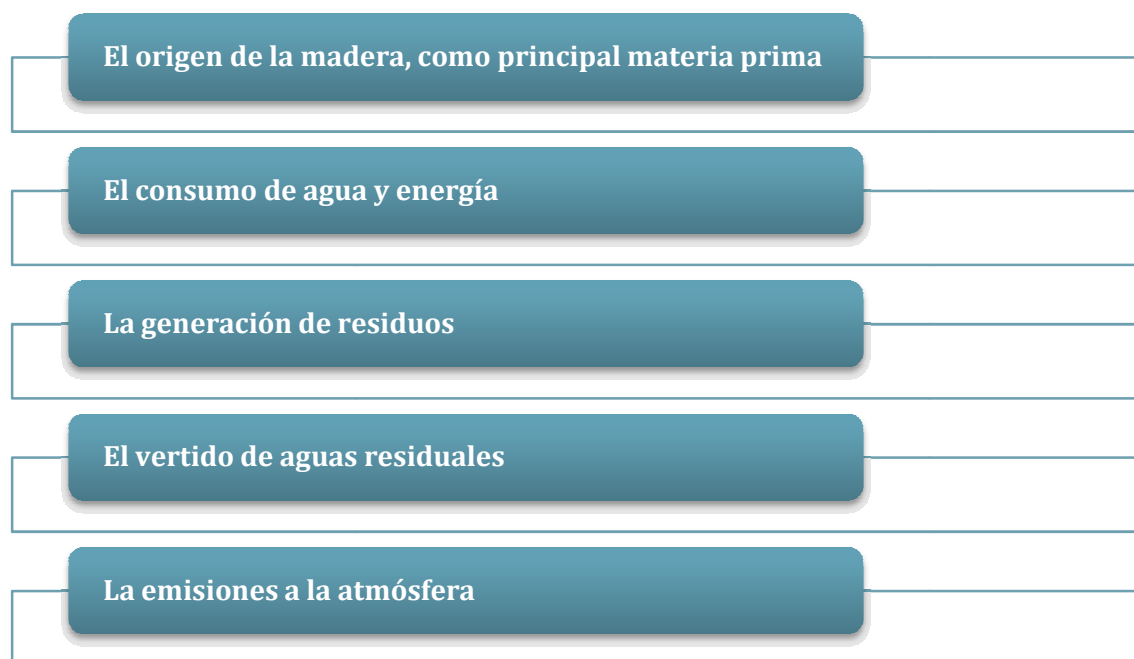 El origen de la madera, como principal materia prima
El consumo de agua y energía
La generación de residuos
El vertido de aguas residuales
La emisiones a la atmósfera